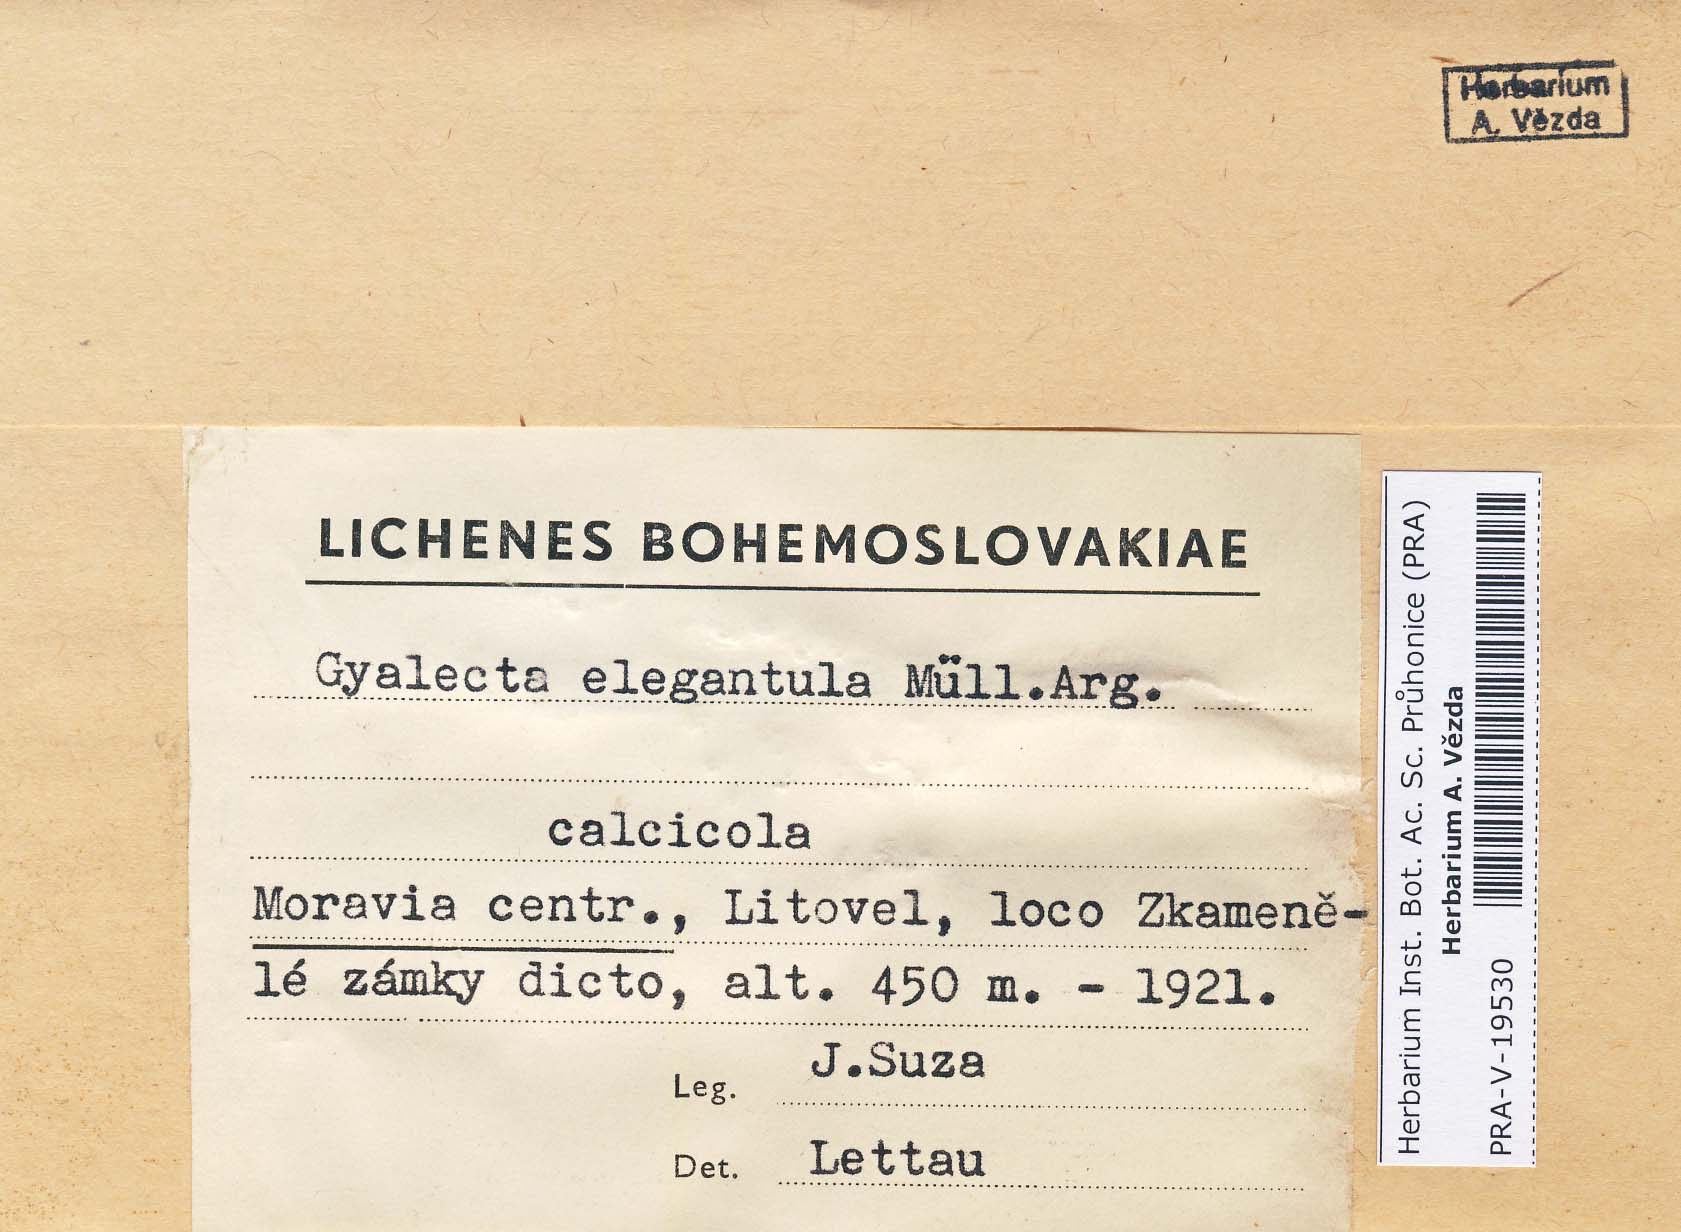 Herbarium
A. Vězda
LICHENES BOHEMOSLOVAKIAE
Gyalecta elegantula Müll.Arg.
calcicola
Moravia centr., Litovel, loco Zkameně-
lé zámky dicto, alt. 450 m. - 1921.
Leg. J.Suza
Det. Lettau
Herbarium Inst. Bot. Ac. Sc. Průhonice (PRA)
Herbarium A. Vězda
PRA-V-19530